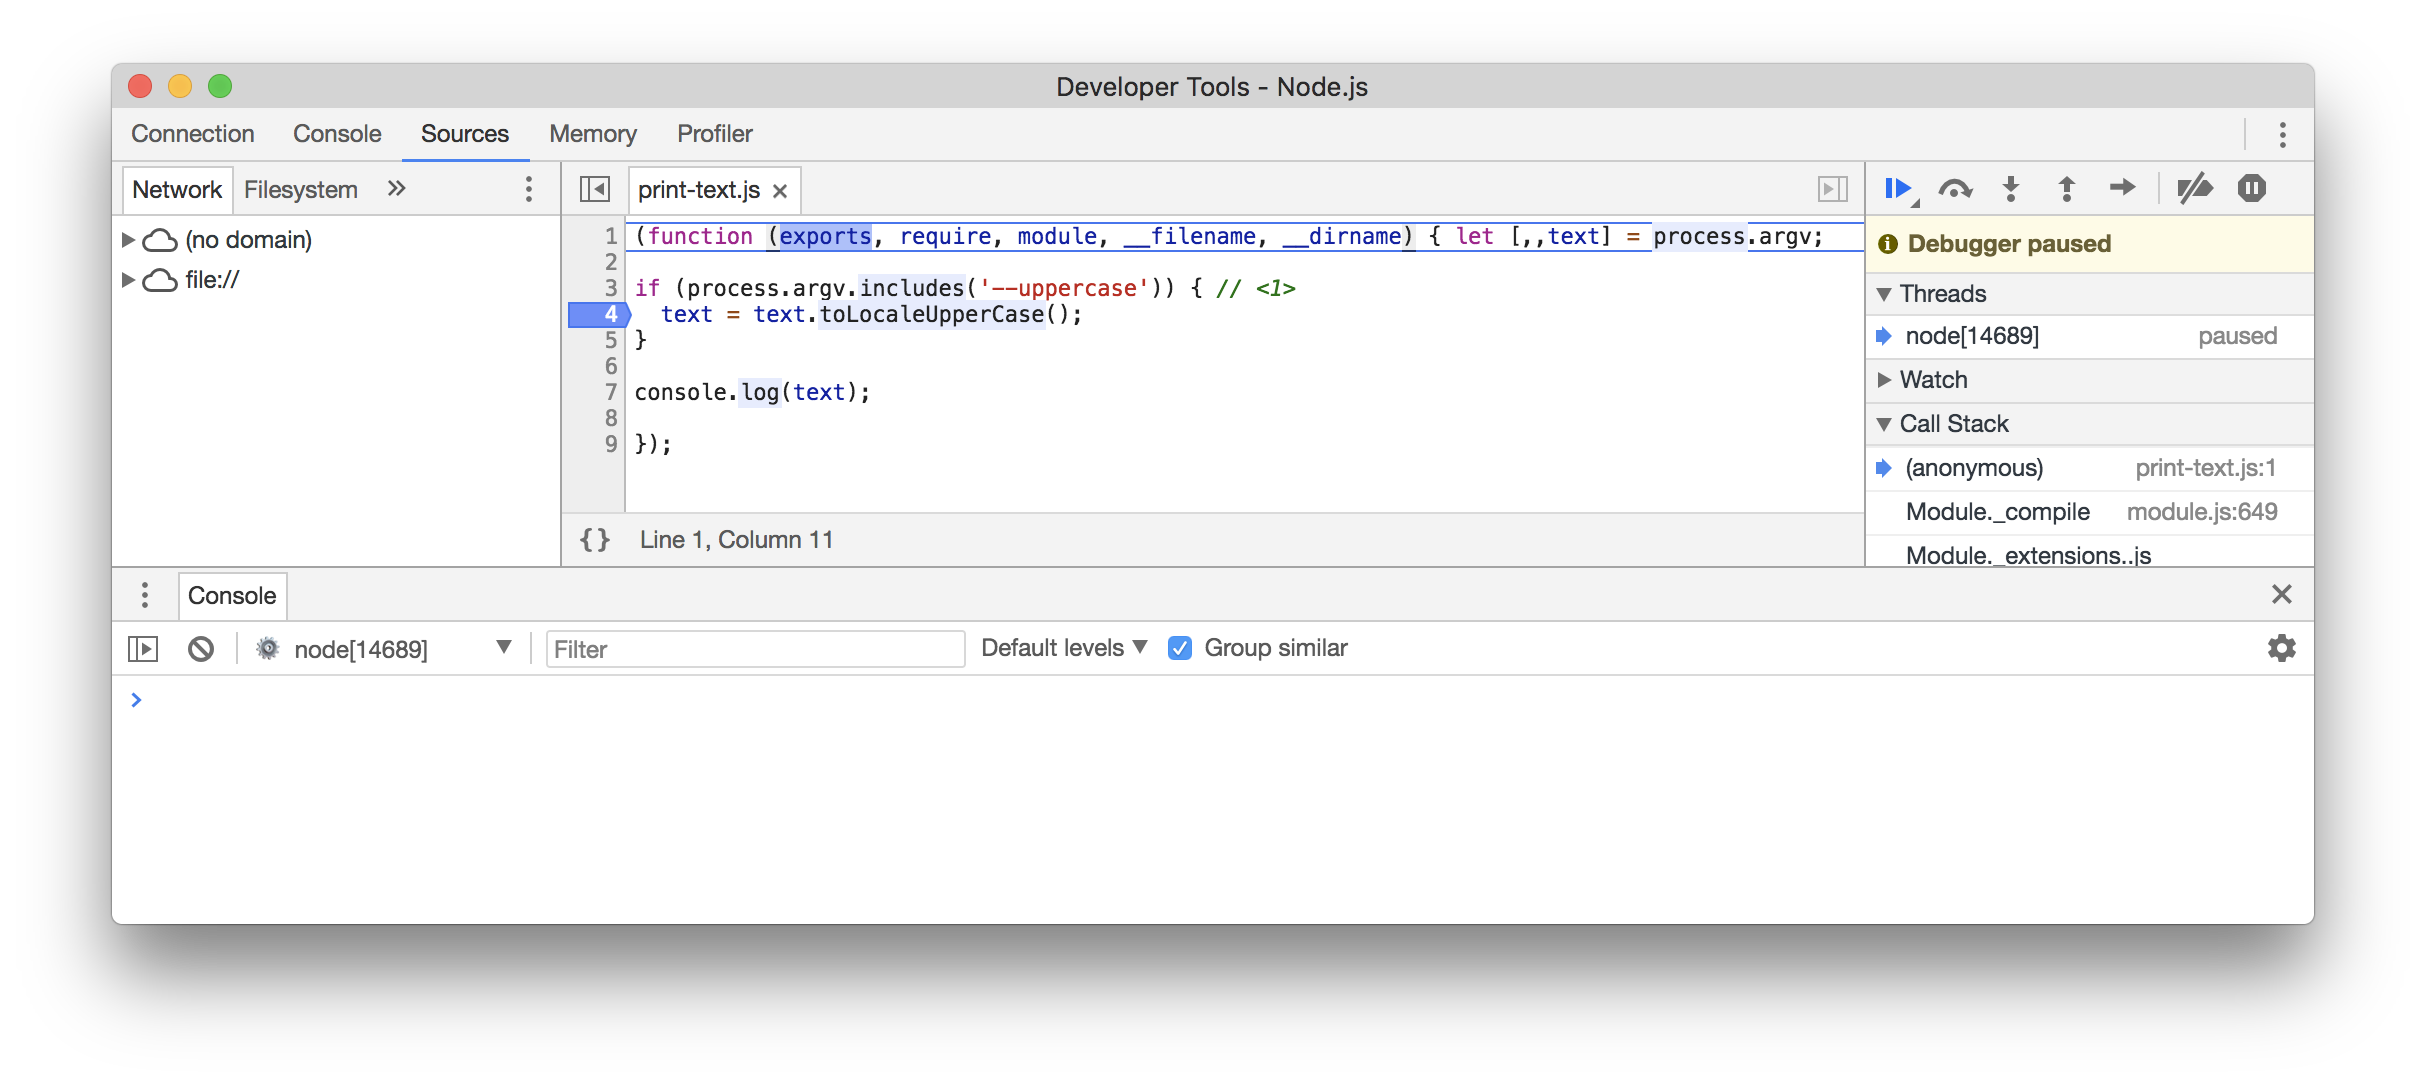 Developer Tools - Node.js
Connection Console Sources Memory Profiler
Network Filesystem »
(no domain)
file://
print-text.js ×
1 (function (exports, require, module, __filename, __dirname) { let [,,text] = process.argv;
2
3 if (process.argv.includes('--uppercase')) { // <1>
4 text = text.toLocaleUpperCase();
5 }
6
7 console.log(text);
8
9 });
{} Line 1, Column 11
Debugger paused
Threads
node[14689] paused
Watch
Call Stack
(anonymous) print-text.js:1
Module._compile module.js:649
Module._extensions..js
Console
node[14689] Filter Default levels Group similar